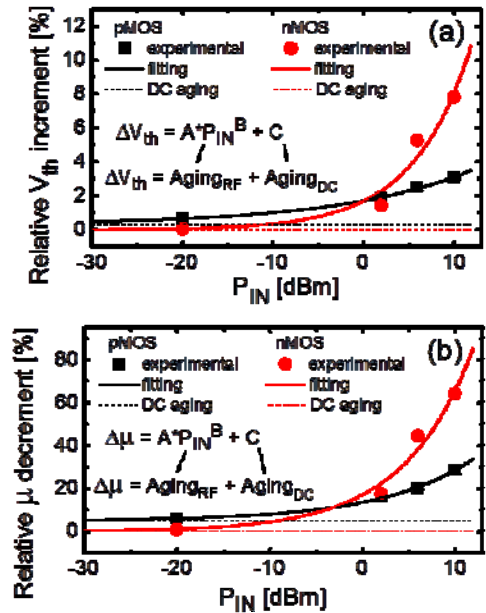 (a)
pMOS nMOS
experimental experimental
fitting fitting
DC aging DC aging
ΔVth = A*PIN^B + C
ΔVth = AgingRF + AgingDC
Relative Vth increment [%]
12
10
8
6
4
2
0
-30 -20 -10 0 10
PIN [dBm]
(b)
pMOS nMOS
experimental experimental
fitting fitting
DC aging DC aging
Δμ = A*PIN^B + C
Δμ = AgingRF + AgingDC
Relative μ decrement [%]
80
60
40
20
0
-30 -20 -10 0 10
PIN [dBm]